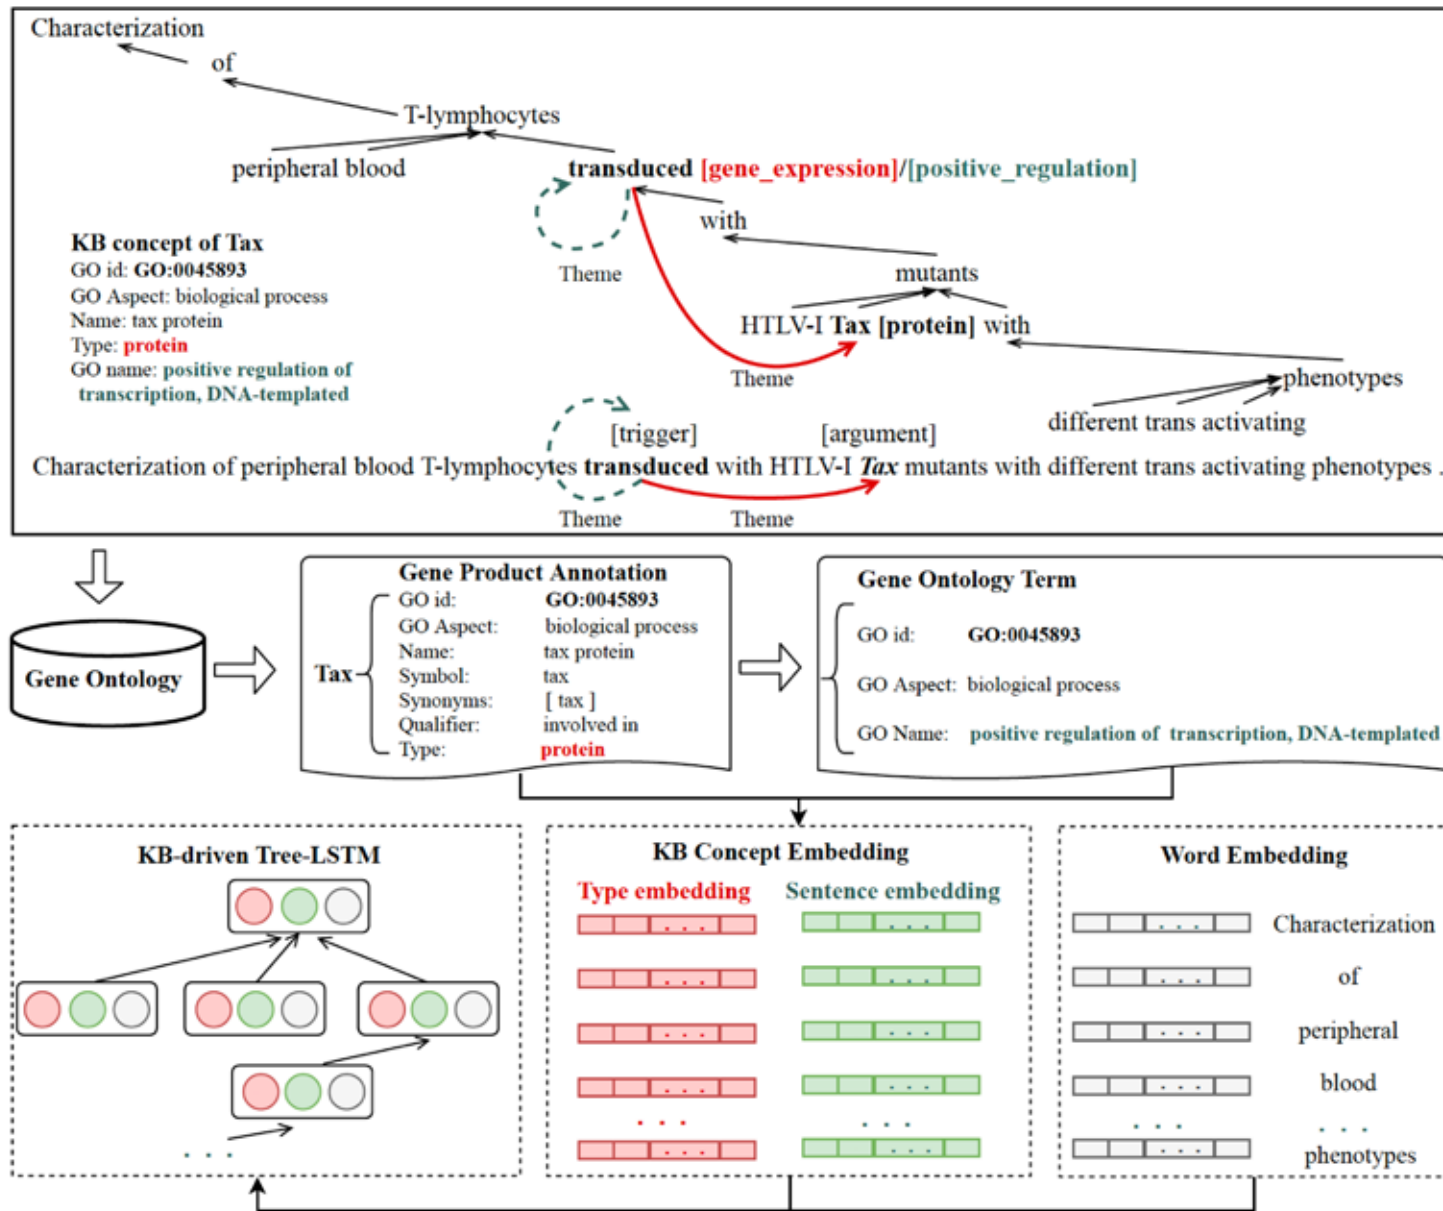 Characterization
of
T-lymphocytes
peripheral blood
transduced [gene_expression]/[positive_regulation]
with
KB concept of Tax
GO id: GO:0045893
GO Aspect: biological process
Name: tax protein
Type: protein
GO name: positive regulation of
transcription, DNA-templated
Theme
mutants
HTLV-I Tax [protein] with
Theme
phenotypes
different trans activating
[trigger] [argument]
Characterization of peripheral blood T-lymphocytes transduced with HTLV-I Tax mutants with different trans activating phenotypes .
Theme Theme
Gene Ontology
Gene Product Annotation
Tax
GO id: GO:0045893
GO Aspect: biological process
Name: tax protein
Symbol: tax
Synonyms: [ tax ]
Qualifier: involved in
Type: protein
Gene Ontology Term
GO id: GO:0045893
GO Aspect: biological process
GO Name: positive regulation of transcription, DNA-templated
KB-driven Tree-LSTM
. . .
KB Concept Embedding
Type embedding Sentence embedding
. . . . . .
. . . . . .
. . . . . .
. . . . . .
. . . . . .
. . . . . .
Word Embedding
. . . Characterization
. . . of
. . . peripheral
. . . blood
. . . . . .
. . . phenotypes